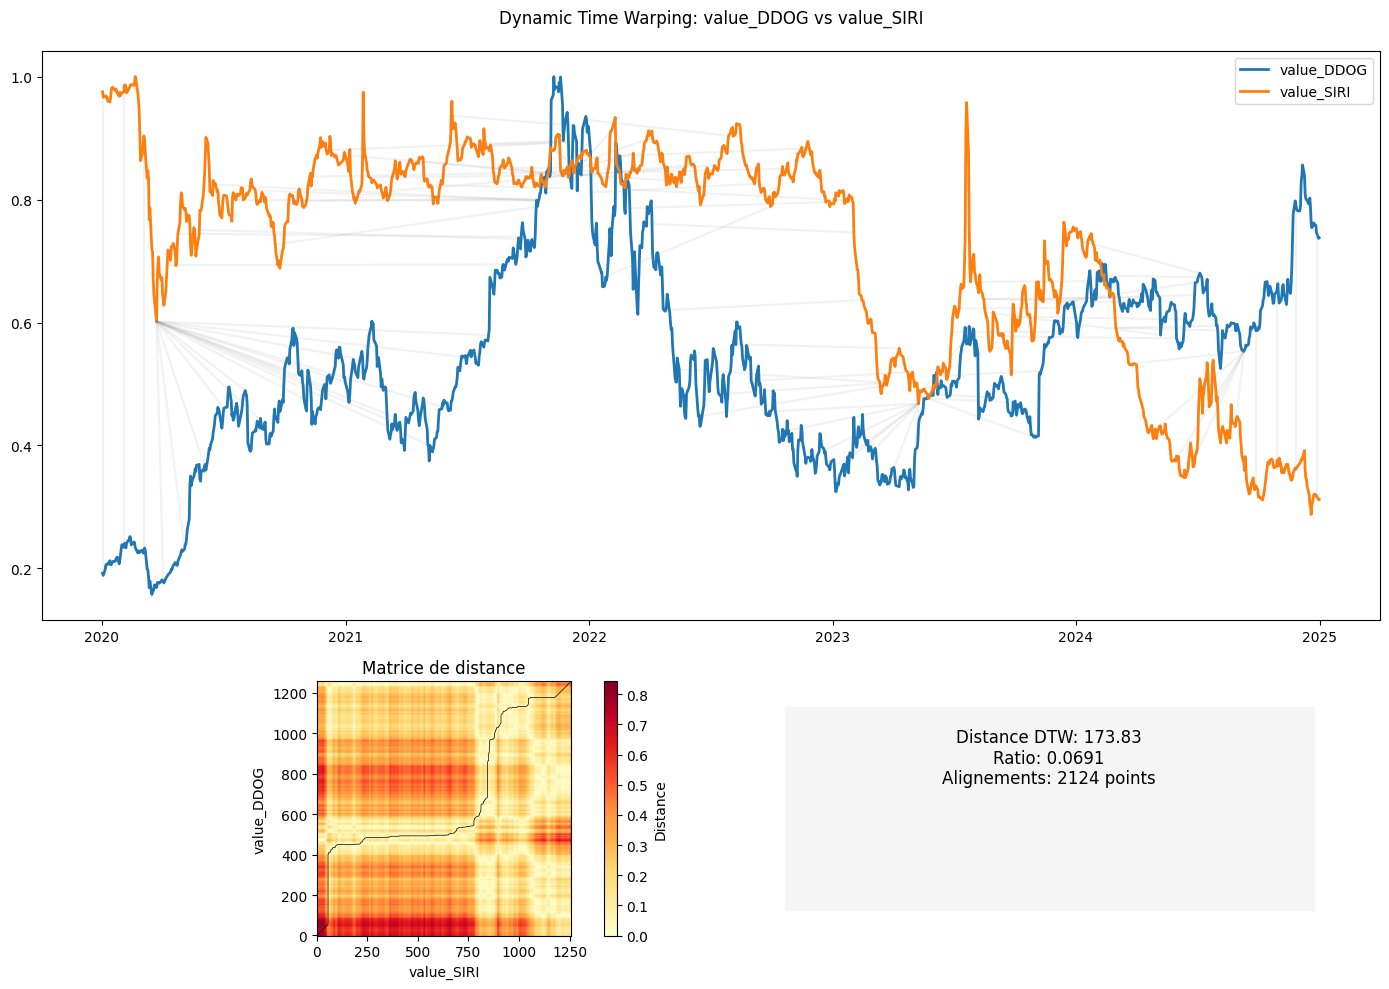 Dynamic Time Warping: value_DDOG vs value_SIRI
value_DDOG
value_SIRI
1.0
0.8
0.6
0.4
0.2
2020 2021 2022 2023 2024 2025
Matrice de distance
value_DDOG
1200
1000
800
600
400
200
0
0 250 500 750 1000 1250
value_SIRI
0.8
0.7
0.6
0.5
0.4
0.3
0.2
0.1
0.0
Distance
Distance DTW: 173.83
Ratio: 0.0691
Alignements: 2124 points